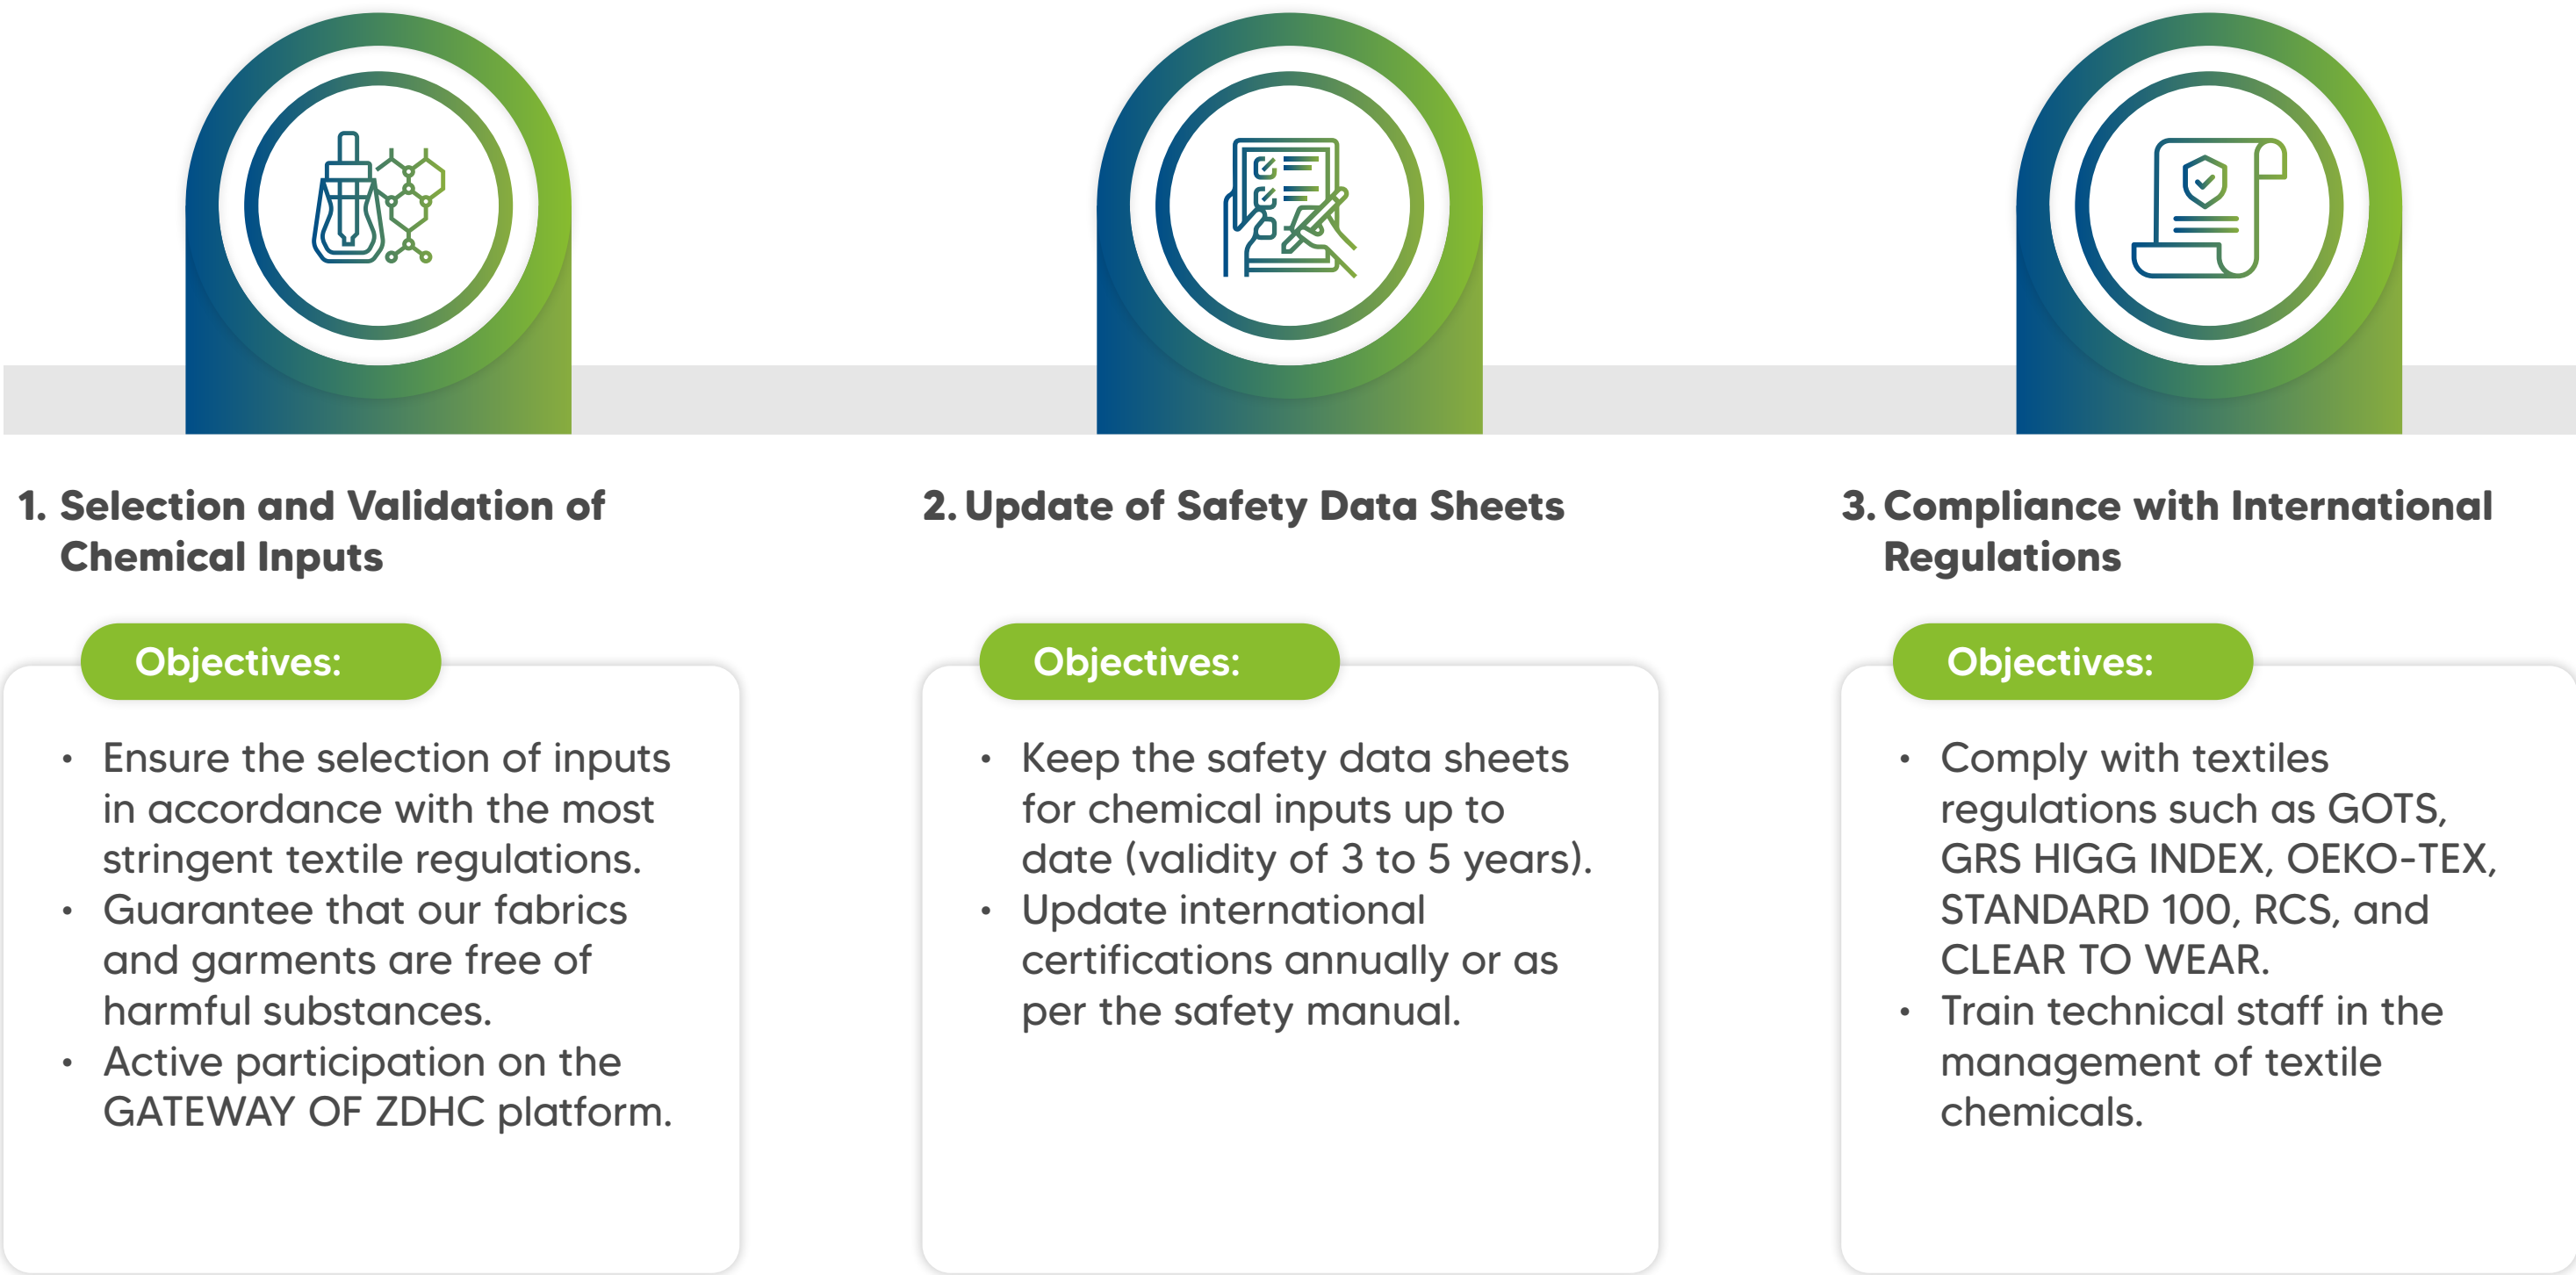 1. Selection and Validation of
Chemical Inputs
Objectives:
• Ensure the selection of inputs
in accordance with the most
stringent textile regulations.
• Guarantee that our fabrics
and garments are free of
harmful substances.
• Active participation on the
GATEWAY OF ZDHC platform.
2. Update of Safety Data Sheets
Objectives:
• Keep the safety data sheets
for chemical inputs up to
date (validity of 3 to 5 years).
• Update international
certifications annually or as
per the safety manual.
3. Compliance with International
Regulations
Objectives:
• Comply with textiles
regulations such as GOTS,
GRS HIGG INDEX, OEKO-TEX,
STANDARD 100, RCS, and
CLEAR TO WEAR.
• Train technical staff in the
management of textile
chemicals.